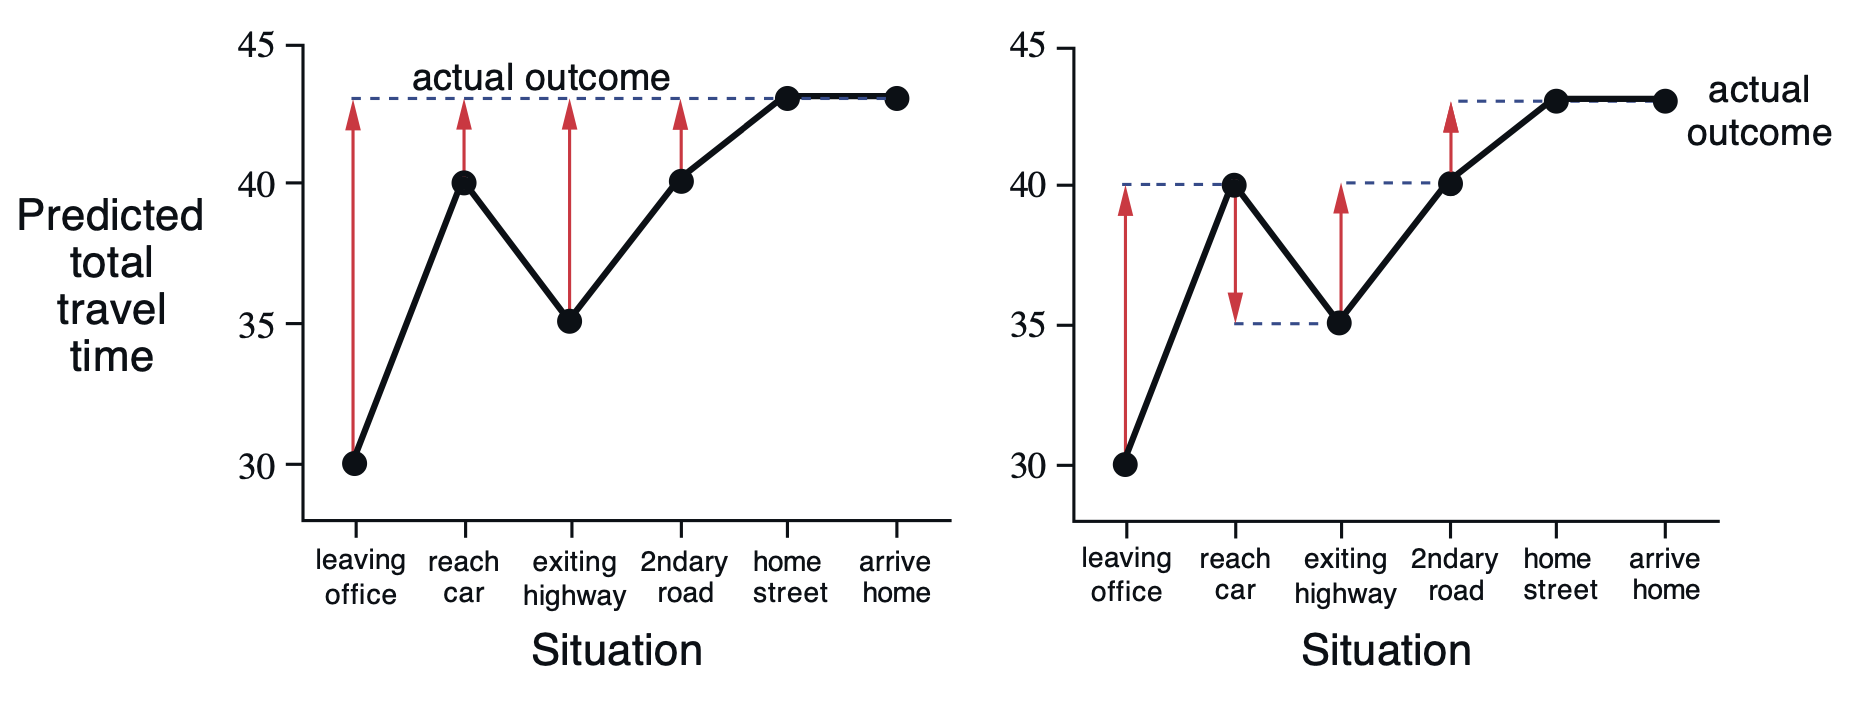 Predicted
total
travel
time
45
40
35
30
actual outcome
leaving
office
reach
car
exiting
highway
2ndary
road
home
street
arrive
home
Situation
45
40
35
30
actual
outcome
leaving
office
reach
car
exiting
highway
2ndary
road
home
street
arrive
home
Situation